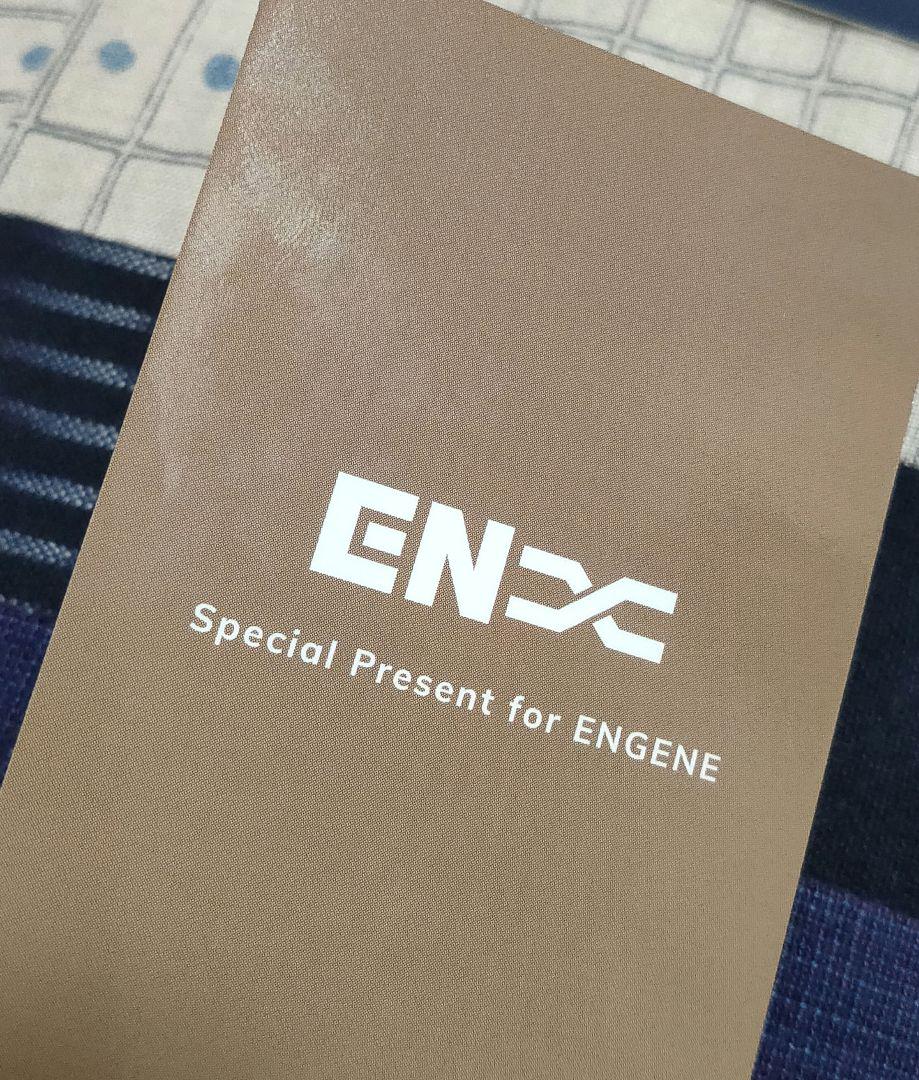 EN-
Special Present for ENGENE